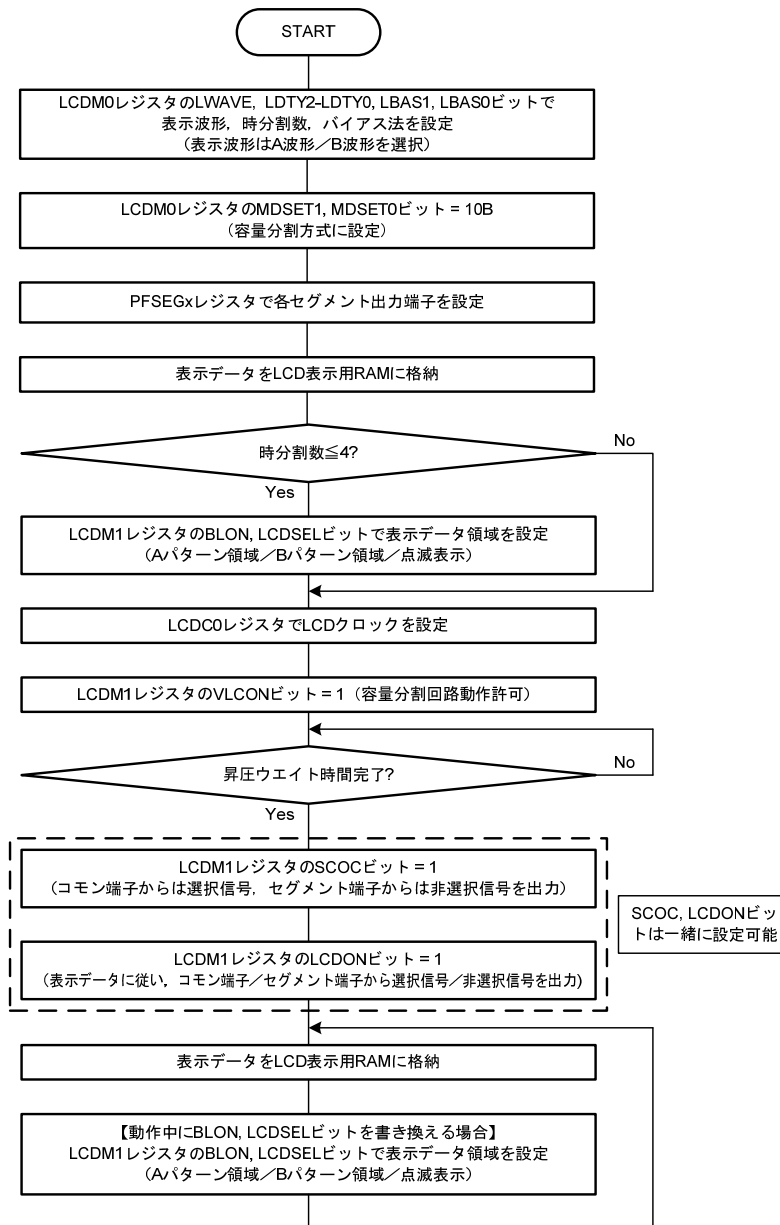 START
LCDM0レジスタのLWAVE, LDTY2-LDTY0, LBAS1, LBAS0ビットで
表示波形，時分割数，バイアス法を設定
（表示波形はA波形／B波形を選択）
LCDM0レジスタのMDSET1, MDSET0ビット = 10B
（容量分割方式に設定）
PFSEGxレジスタで各セグメント出力端子を設定
表示データをLCD表示用RAMに格納
時分割数≦4?
No
Yes
LCDM1レジスタのBLON, LCDSELビットで表示データ領域を設定
（Aパターン領域／Bパターン領域／点滅表示）
LCDC0レジスタでLCDクロックを設定
LCDM1レジスタのVLCONビット = 1（容量分割回路動作許可）
昇圧ウエイト時間完了?
No
Yes
LCDM1レジスタのSCOCビット = 1
（コモン端子からは選択信号，セグメント端子からは非選択信号を出力）
SCOC, LCDONビッ
トは一緒に設定可能
LCDM1レジスタのLCDONビット = 1
（表示データに従い，コモン端子／セグメント端子から選択信号／非選択信号を出力）
表示データをLCD表示用RAMに格納
【動作中にBLON, LCDSELビットを書き換える場合】
LCDM1レジスタのBLON, LCDSELビットで表示データ領域を設定
（Aパターン領域／Bパターン領域／点滅表示）